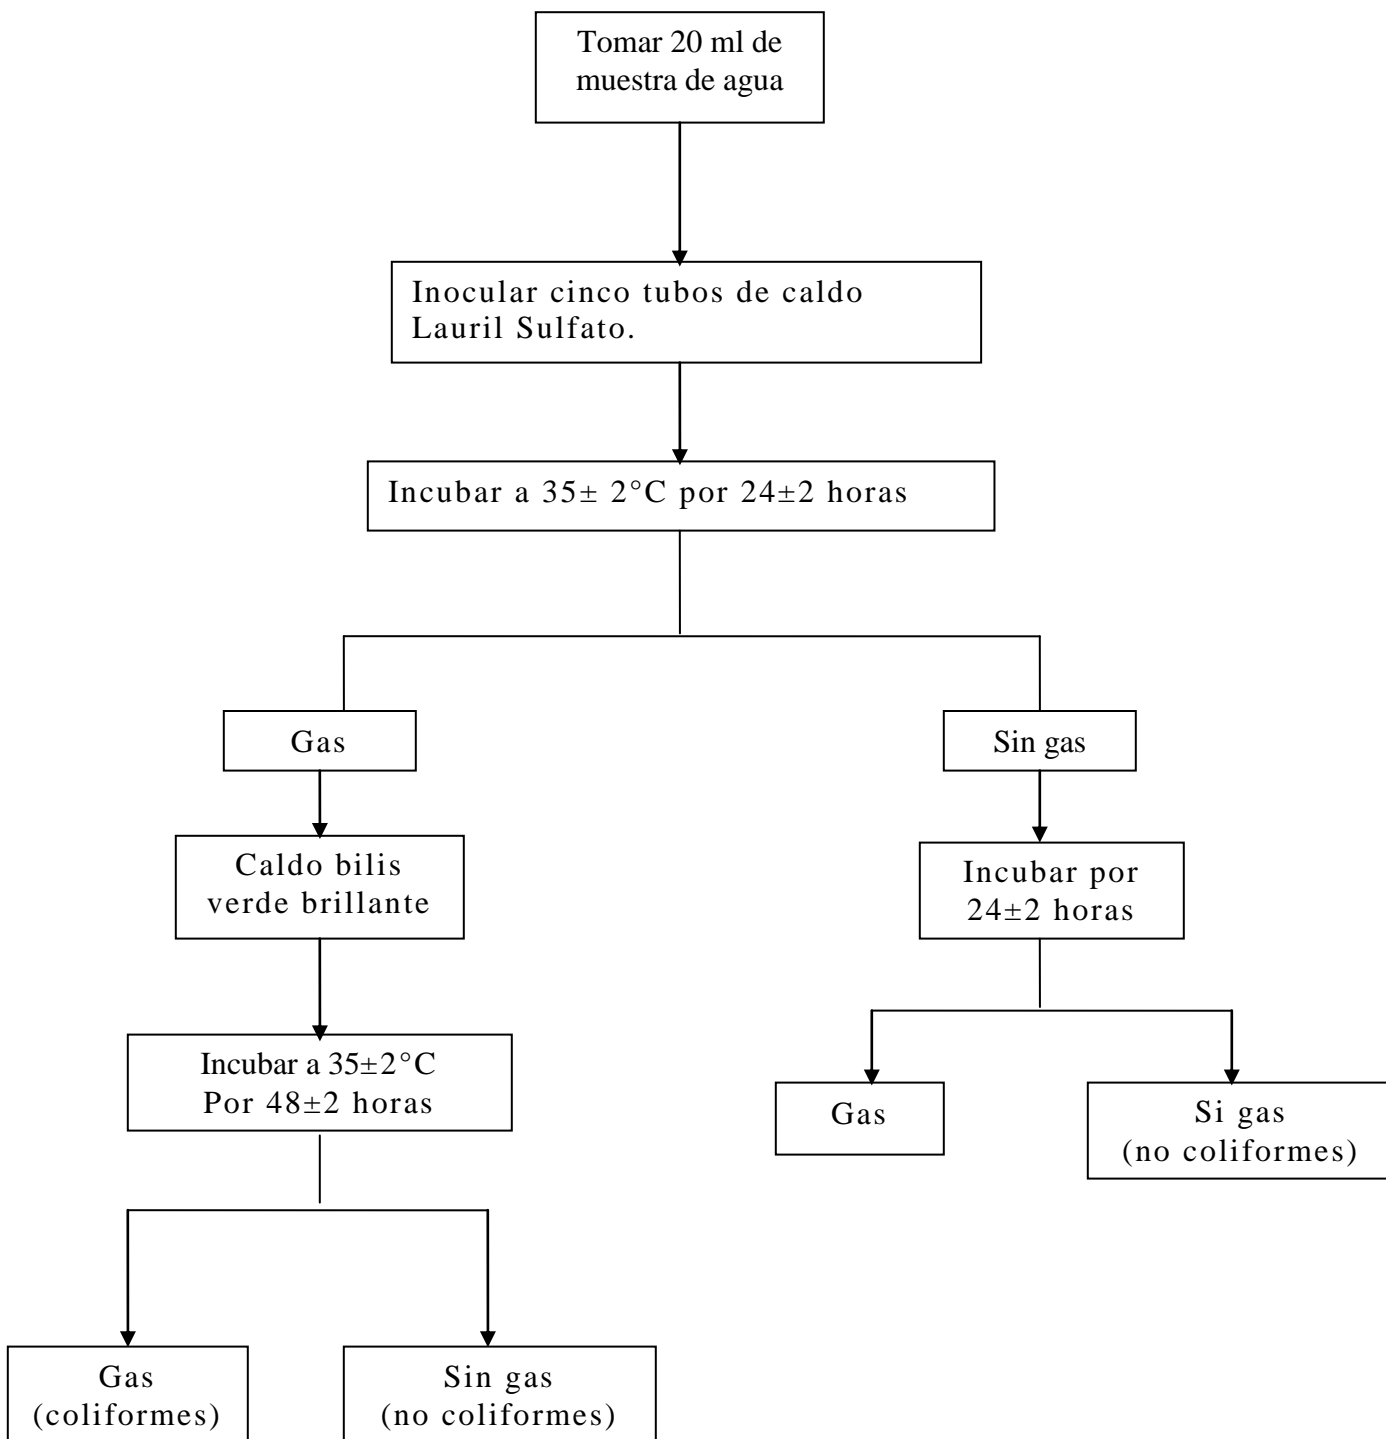 Tomar 20 ml de
muestra de agua
Inocular cinco tubos de caldo
Lauril Sulfato.
Incubar a 35± 2°C por 24±2 horas
Gas
Sin gas
Caldo bilis
verde brillante
Incubar por
24±2 horas
Incubar a 35±2°C
Por 48±2 horas
Gas
Si gas
(no coliformes)
Gas
(coliformes)
Sin gas
(no coliformes)